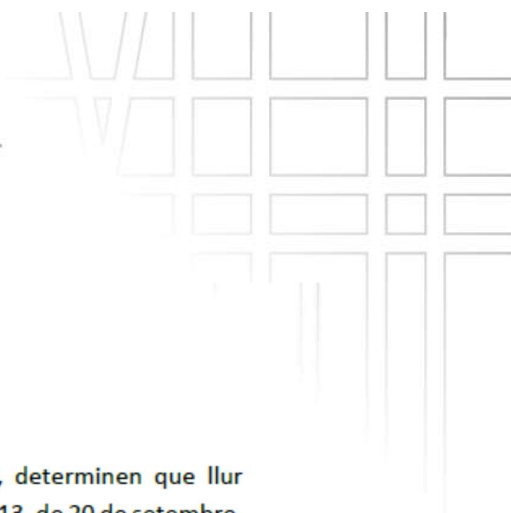 , determinen que llur
13, de 20 de setembre,